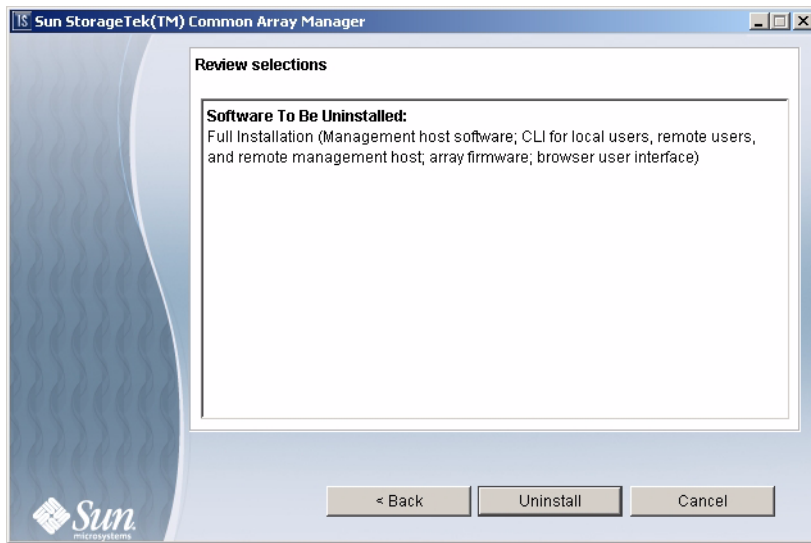 Sun StorageTek(TM) Common Array Manager
Review selections
Software To Be Uninstalled:
Full Installation (Management host software; CLI for local users, remote users,
and remote management host; array firmware; browser user interface)
< Back
Uninstall
Cancel
Sun
microsystems